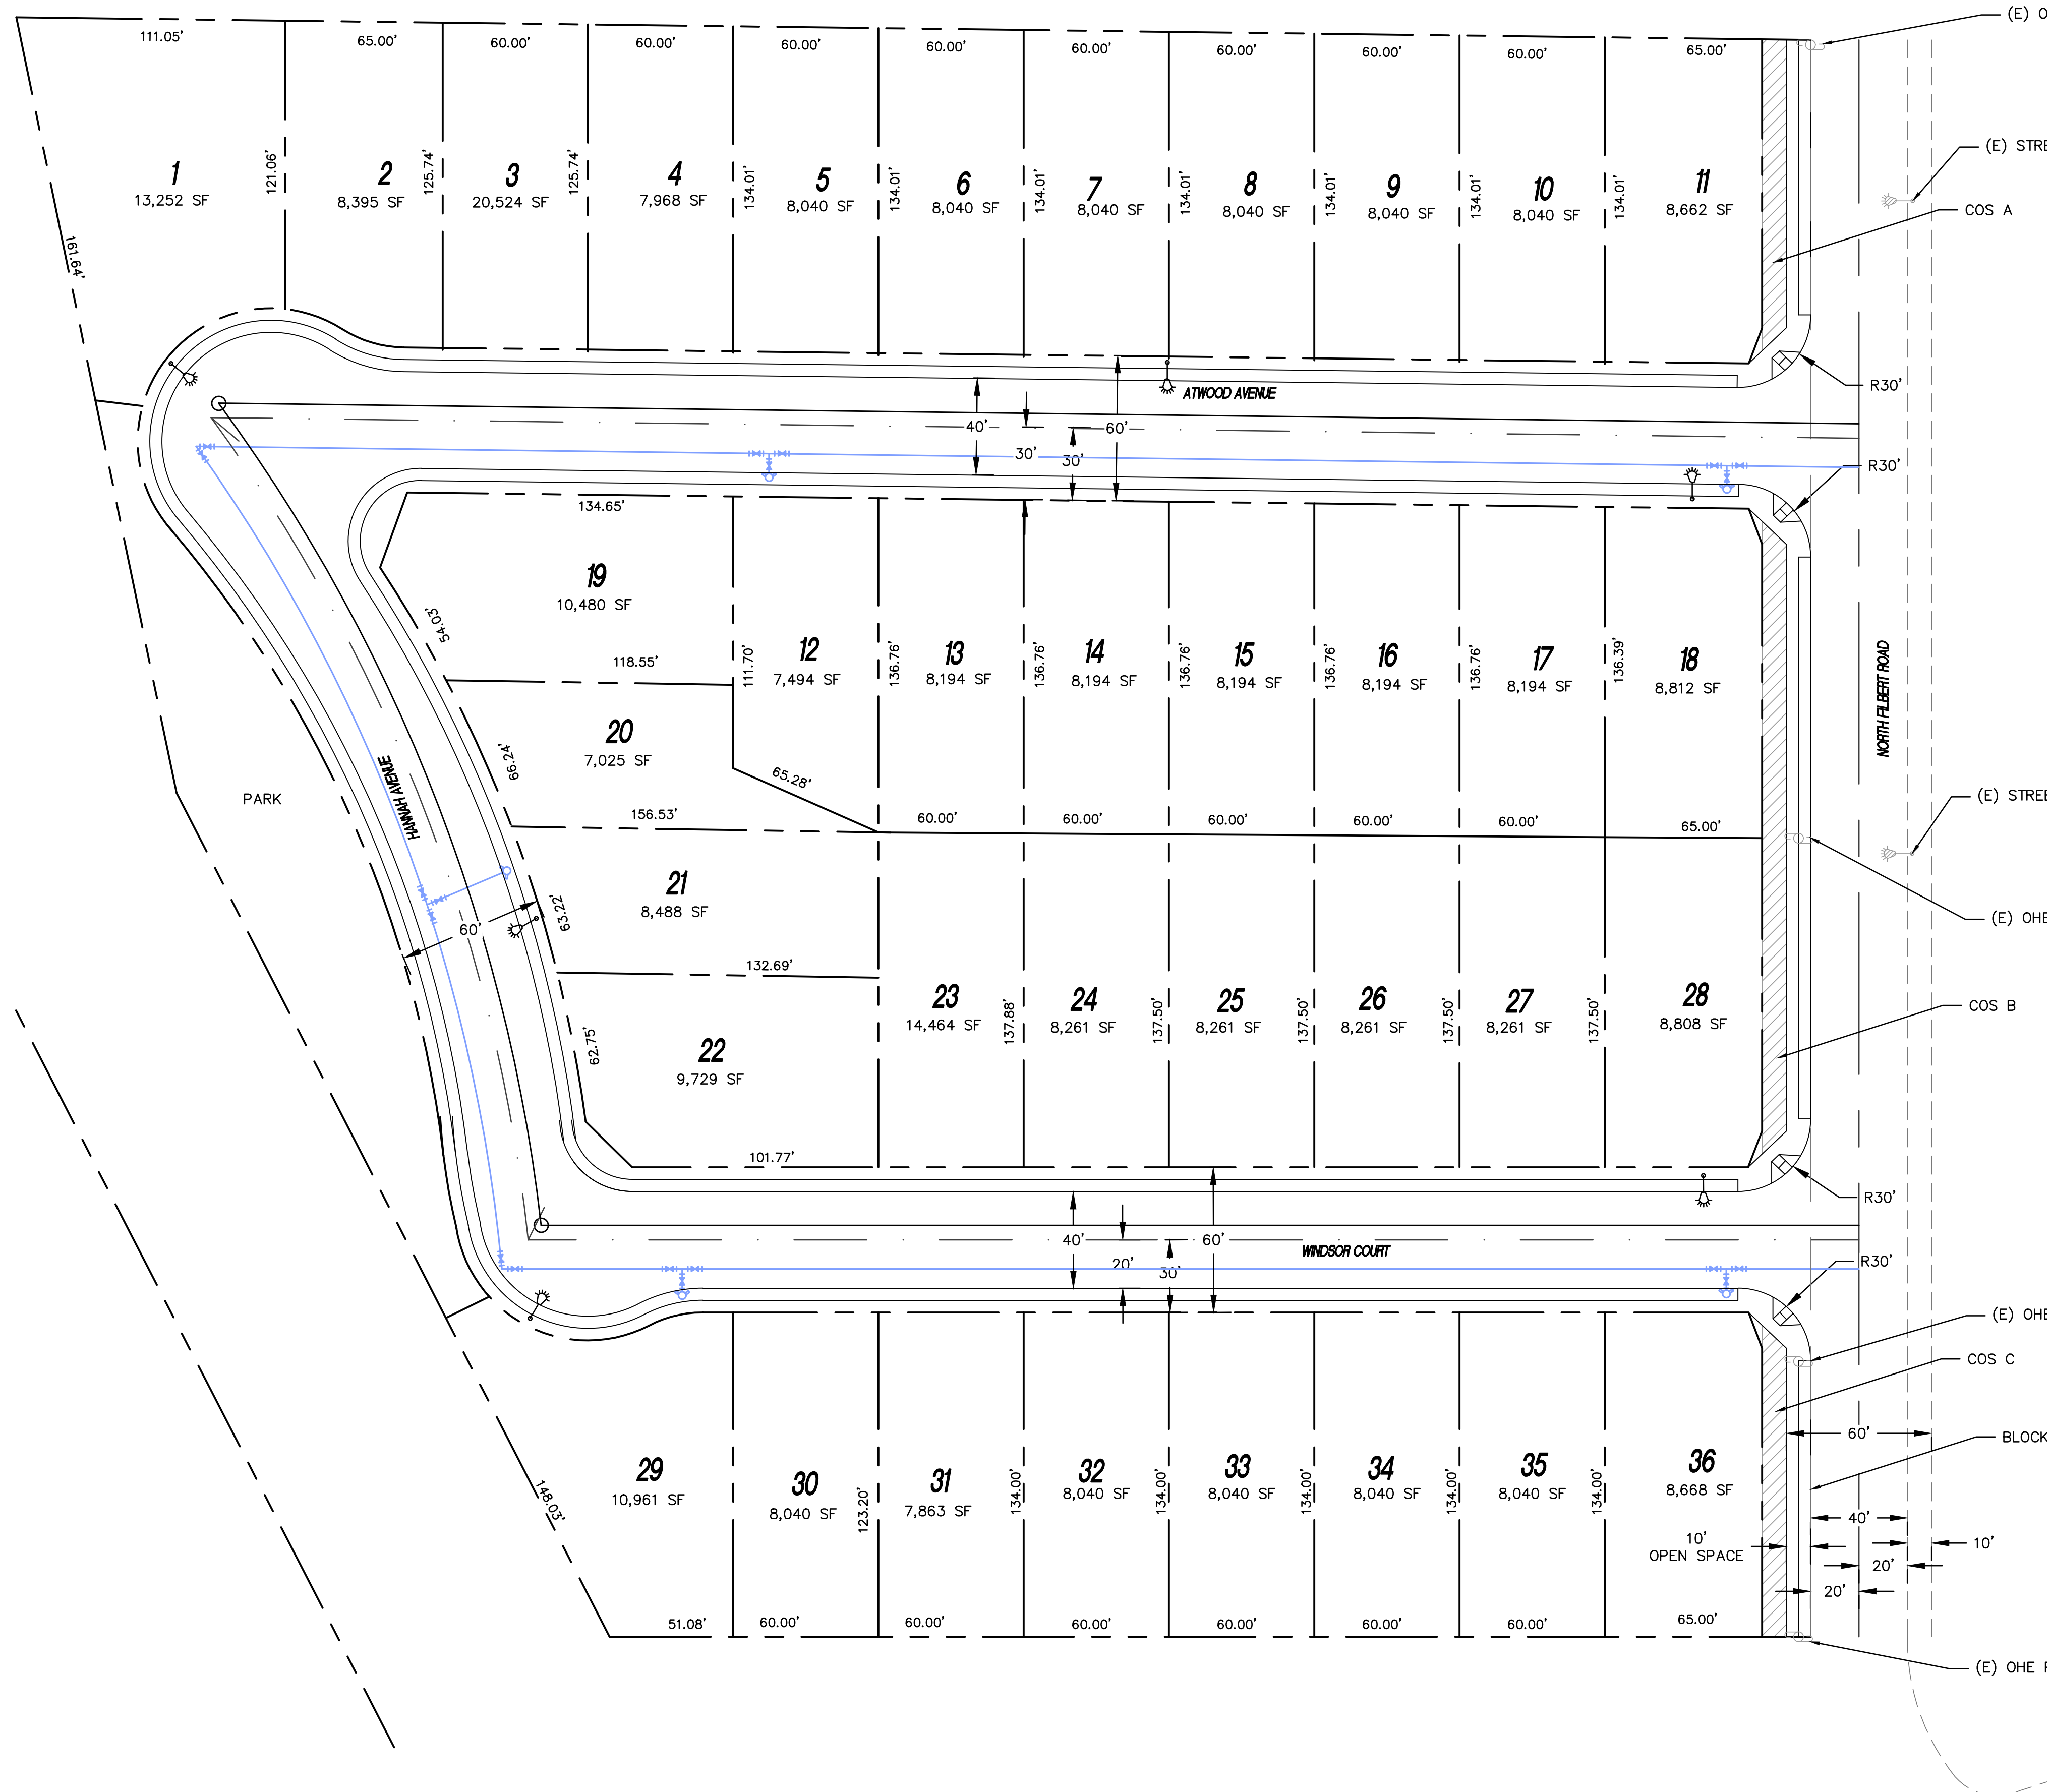 (E) O
111.05'
65.00'
60.00'
60.00'
60.00'
60.00'
60.00'
60.00'
60.00'
60.00'
65.00'
(E) STRE
1
13,252 SF
121.06'
2
8,395 SF
125.74'
3
20,524 SF
125.74'
4
7,968 SF
134.01'
5
8,040 SF
134.01'
6
8,040 SF
134.01'
7
8,040 SF
134.01'
8
8,040 SF
134.01'
9
8,040 SF
134.01'
10
8,040 SF
134.01'
11
8,662 SF
COS A
161.64'
R30'
ATWOOD AVENUE
40'
60'
30'
30'
R30'
134.65'
19
10,480 SF
54.03'
118.55'
111.70'
12
7,494 SF
136.76'
13
8,194 SF
136.76'
14
8,194 SF
136.76'
15
8,194 SF
136.76'
16
8,194 SF
136.76'
17
8,194 SF
136.39'
18
8,812 SF
NORTH FILBERT ROAD
20
7,025 SF
66.24'
65.28'
HANNAH AVENUE
PARK
(E) STREE
156.53'
60.00'
60.00'
60.00'
60.00'
60.00'
65.00'
21
8,488 SF
63.22'
60'
(E) OHE
132.69'
22
9,729 SF
62.75'
23
14,464 SF
137.88'
24
8,261 SF
137.50'
25
8,261 SF
137.50'
26
8,261 SF
137.50'
27
8,261 SF
137.50'
28
8,808 SF
COS B
101.77'
R30'
40'
60'
20'
30'
WINDSOR COURT
R30'
(E) OHE
COS C
60'
BLOCK
29
10,961 SF
148.03'
30
8,040 SF
123.20'
31
7,863 SF
134.00'
32
8,040 SF
134.00'
33
8,040 SF
134.00'
34
8,040 SF
134.00'
35
8,040 SF
134.00'
36
8,668 SF
40'
10'
OPEN SPACE
10'
20'
20'
51.08'
60.00'
60.00'
60.00'
60.00'
60.00'
60.00'
65.00'
(E) OHE